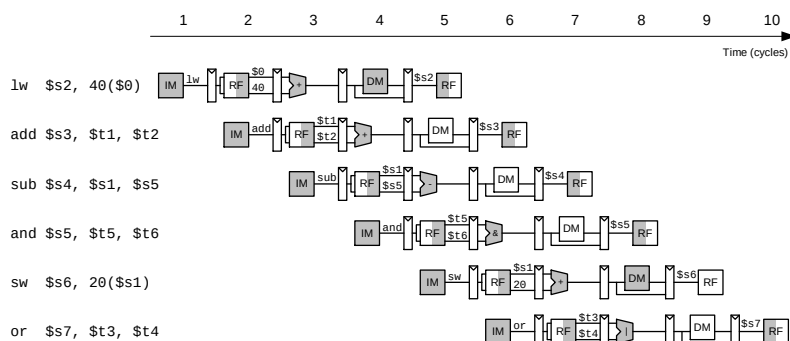 1 2 3 4 5 6 7 8 9 10
Time (cycles)
lw $s2, 40($0) IM lw RF $0 40 + DM $s2 RF
add $s3, $t1, $t2 IM add RF $t1 $t2 + DM $s3 RF
sub $s4, $s1, $s5 IM sub RF $s1 $s5 - DM $s4 RF
and $s5, $t5, $t6 IM and RF $t5 $t6 & DM $s5 RF
sw $s6, 20($s1) IM sw RF $s1 20 + DM $s6 RF
or $s7, $t3, $t4 IM or RF $t3 $t4 | DM $s7 RF